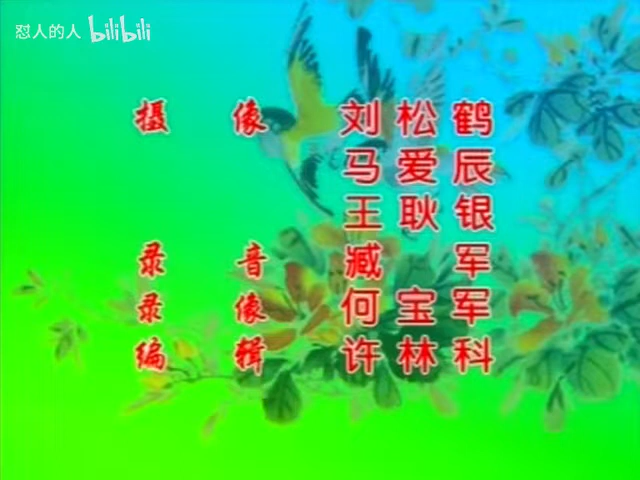 怼人的人 bilibili
摄 像 刘 松 鹤
马 爱 辰
王 耿 银
录 音 臧 军
录 像 何 宝 军
编 辑 许 林 科